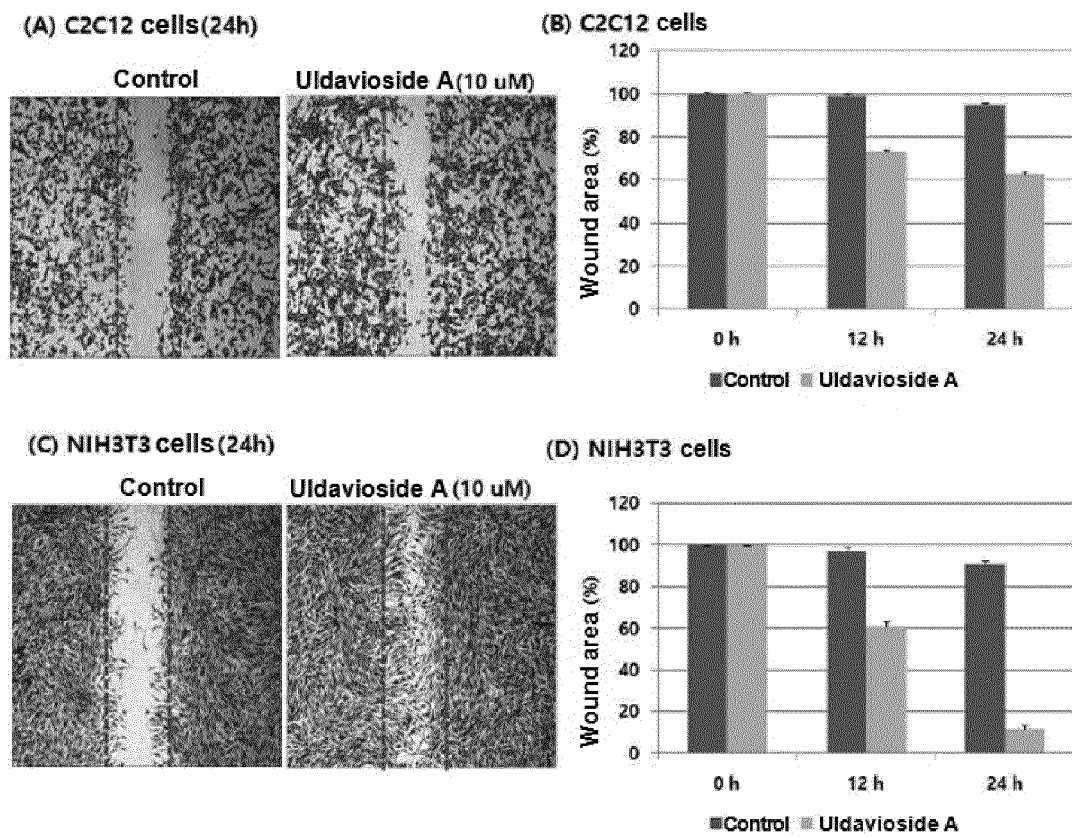 (A) C2C12 cells (24h)
Control
Uldavioside A (10 uM)
(B) C2C12 cells
Wound area (%)
120
100
80
60
40
20
0
0 h
12 h
24 h
Control
Uldavioside A
(C) NIH3T3 cells (24h)
Control
Uldavioside A (10 uM)
(D) NIH3T3 cells
Wound area (%)
120
100
80
60
40
20
0
0 h
12 h
24 h
Control
Uldavioside A